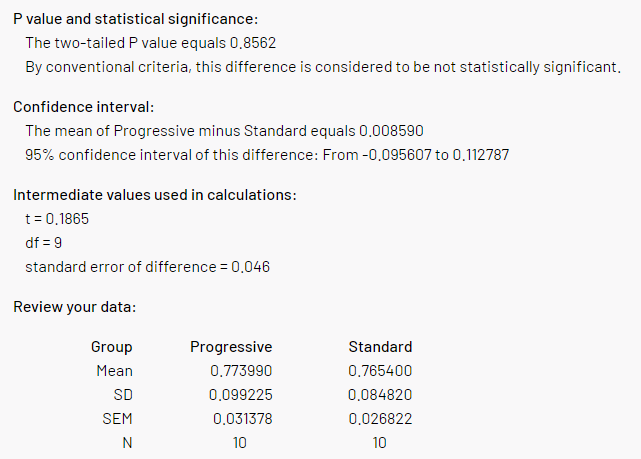 P value and statistical significance:
The two-tailed P value equals 0.8562
By conventional criteria, this difference is considered to be not statistically significant.
Confidence interval:
The mean of Progressive minus Standard equals 0.008590
95% confidence interval of this difference: From -0.095607 to 0.112787
Intermediate values used in calculations:
t = 0.1865
df = 9
standard error of difference = 0.046
Review your data:
Group Progressive Standard
Mean 0.773990 0.765400
SD 0.099225 0.084820
SEM 0.031378 0.026822
N 10 10